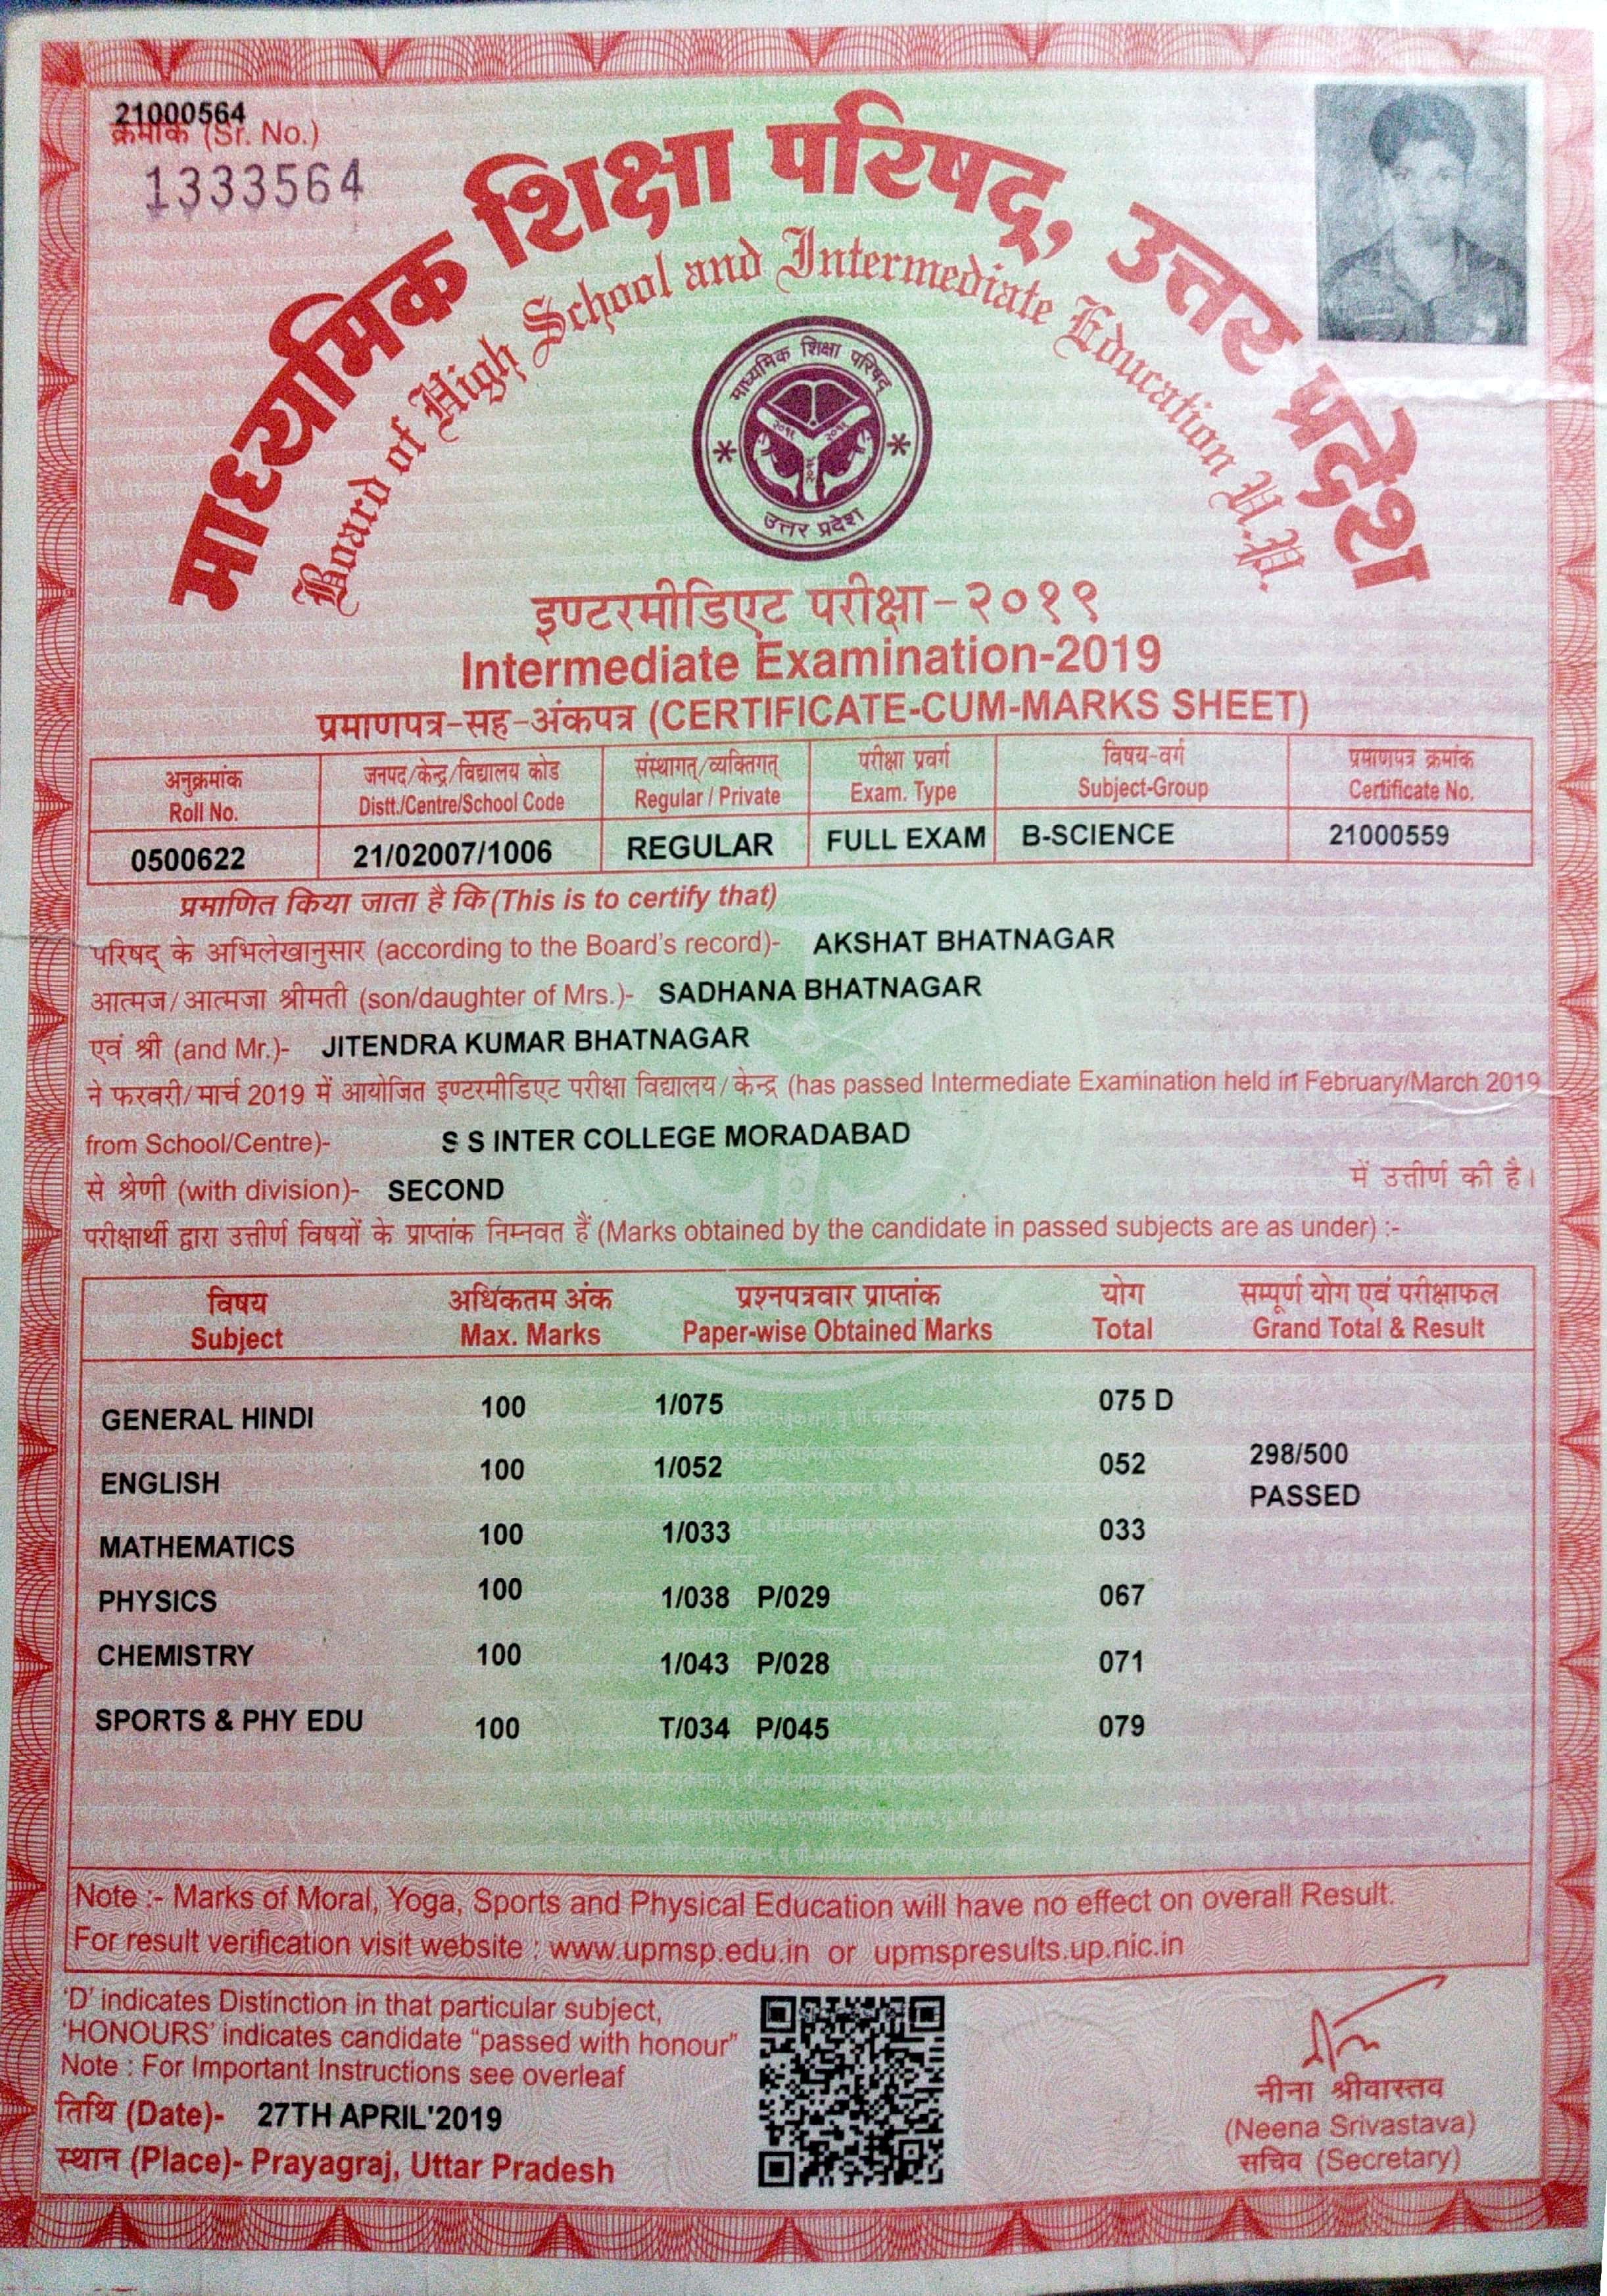 21000564
क्रमांक (Sr. No.)
1333564
माध्यमिक शिक्षा परिषद्, उत्तर प्रदेश
Board of High School and Intermediate Education U.P.
माध्यमिक शिक्षा परिषद्
उत्तर प्रदेश
इण्टरमीडिएट परीक्षा-२०१९
Intermediate Examination-2019
प्रमाणपत्र-सह-अंकपत्र (CERTIFICATE-CUM-MARKS SHEET)
अनुक्रमांक जनपद/केन्द्र/विद्यालय कोड संस्थागत्/व्यक्तिगत् परीक्षा प्रवर्ग विषय-वर्ग प्रमाणपत्र क्रमांक
Roll No. Distt./Centre/School Code Regular / Private Exam. Type Subject-Group Certificate No.
0500622 21/02007/1006 REGULAR FULL EXAM B-SCIENCE 21000559
प्रमाणित किया जाता है कि (This is to certify that)
परिषद् के अभिलेखानुसार (according to the Board's record)- AKSHAT BHATNAGAR
आत्मज/आत्मजा श्रीमती (son/daughter of Mrs.)- SADHANA BHATNAGAR
एवं श्री (and Mr.)- JITENDRA KUMAR BHATNAGAR
ने फरवरी/मार्च 2019 में आयोजित इण्टरमीडिएट परीक्षा विद्यालय/केन्द्र (has passed Intermediate Examination held in February/March 2019
from School/Centre)- S S INTER COLLEGE MORADABAD
से श्रेणी (with division)- SECOND में उत्तीर्ण की है।
परीक्षार्थी द्वारा उत्तीर्ण विषयों के प्राप्तांक निम्नवत हैं (Marks obtained by the candidate in passed subjects are as under) :-
विषय अधिकतम अंक प्रश्नपत्रवार प्राप्तांक योग सम्पूर्ण योग एवं परीक्षाफल
Subject Max. Marks Paper-wise Obtained Marks Total Grand Total & Result
GENERAL HINDI 100 1/075 075 D
ENGLISH 100 1/052 052 298/500
PASSED
MATHEMATICS 100 1/033 033
PHYSICS 100 1/038 P/029 067
CHEMISTRY 100 1/043 P/028 071
SPORTS & PHY EDU 100 T/034 P/045 079
Note :- Marks of Moral, Yoga, Sports and Physical Education will have no effect on overall Result.
For result verification visit website : www.upmsp.edu.in or upmspresults.up.nic.in
'D' indicates Distinction in that particular subject,
'HONOURS' indicates candidate "passed with honour"
Note : For Important Instructions see overleaf
तिथि (Date)- 27TH APRIL'2019
स्थान (Place)- Prayagraj, Uttar Pradesh
नीना श्रीवास्तव
(Neena Srivastava)
सचिव (Secretary)